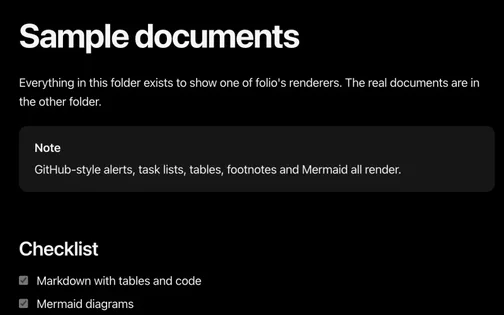 Sample documents
Everything in this folder exists to show one of folio's renderers. The real documents are in
the other folder.
Note
GitHub-style alerts, task lists, tables, footnotes and Mermaid all render.
Checklist
Markdown with tables and code
Mermaid diagrams